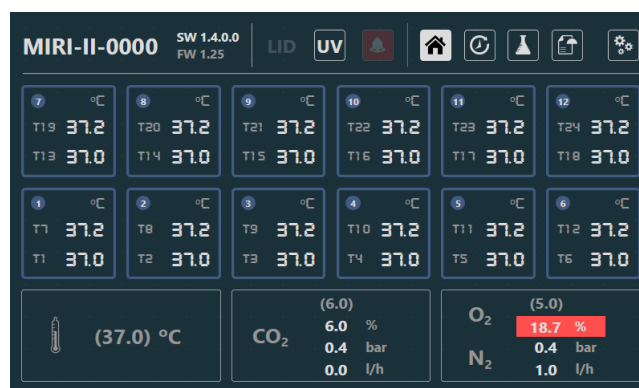 MIRI-II-0000 SW 1.4.0.0 LID UV
FW 1.25
7 °C 8 °C 9 °C 10 °C 11 °C 12 °C
T19 37.2 T20 37.2 T21 37.2 T22 37.2 T23 37.2 T24 37.2
T13 37.0 T14 37.0 T15 37.0 T16 37.0 T17 37.0 T18 37.0
1 °C 2 °C 3 °C 4 °C 5 °C 6 °C
T7 37.2 T8 37.2 T9 37.2 T10 37.2 T11 37.2 T12 37.2
T1 37.0 T2 37.0 T3 37.0 T4 37.0 T5 37.0 T6 37.0
(37.0) °C
CO₂
(6.0)
6.0 %
0.4 bar
0.0 l/h
O₂
(5.0)
18.7 %
N₂
0.4 bar
1.0 l/h